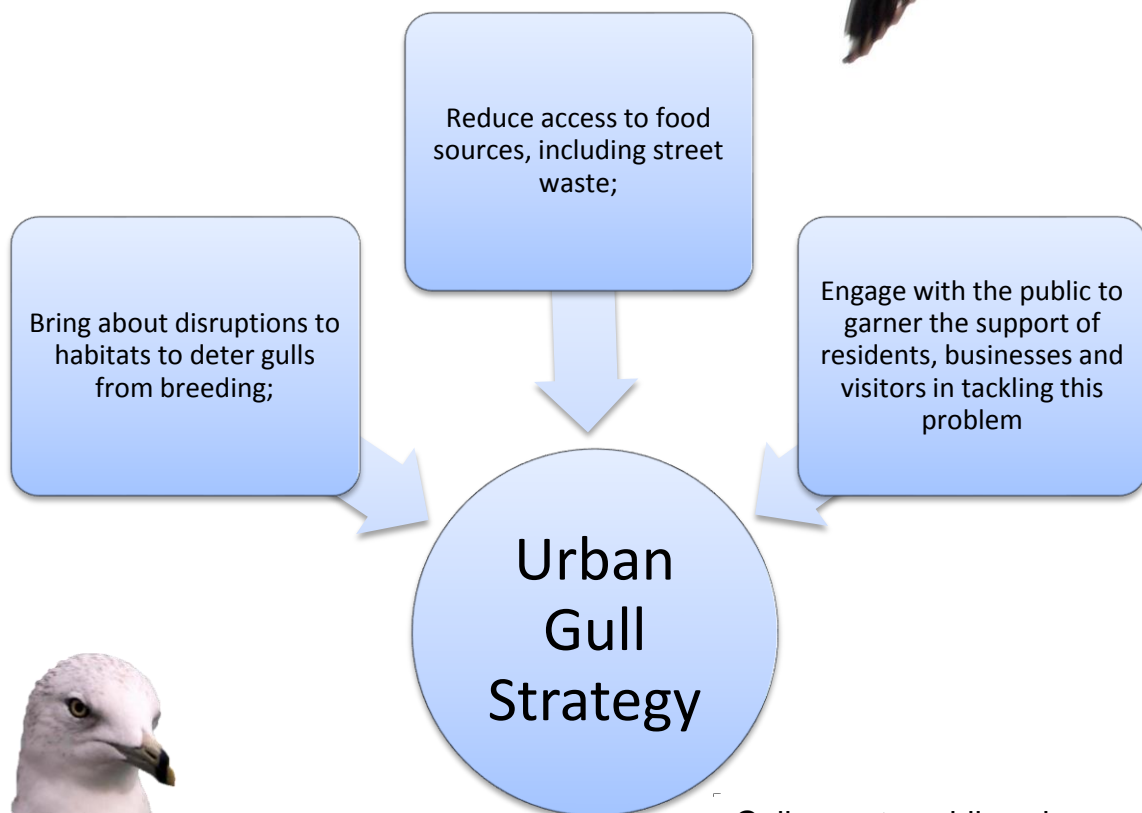 Reduce access to food
sources, including street
waste;
Bring about disruptions to
habitats to deter gulls
from breeding;
Engage with the public to
garner the support of
residents, businesses and
visitors in tackling this
problem
Urban
Gull
Strategy